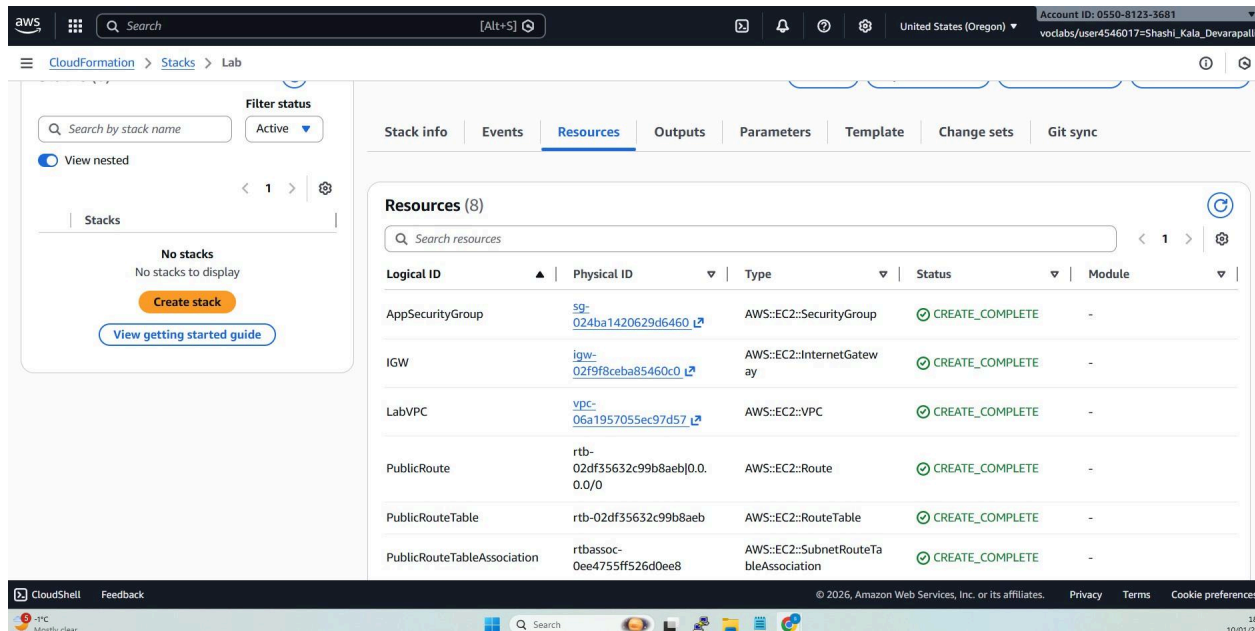 aws
Search
[Alt+S]
United States (Oregon)
Account ID: 0550-8123-3681
voclabs/user4546017=Shashi_Kala_Devarapalli
CloudFormation > Stacks > Lab
Filter status
Search by stack name
Active
View nested
1
Stacks
No stacks
No stacks to display
Create stack
View getting started guide
Stack info
Events
Resources
Outputs
Parameters
Template
Change sets
Git sync
Resources (8)
Search resources
1
Logical ID
Physical ID
Type
Status
Module
AppSecurityGroup
sg-
024ba1420629d6460
AWS::EC2::SecurityGroup
CREATE_COMPLETE
-
IGW
igw-
02f9f8ceba85460c0
AWS::EC2::InternetGatew
ay
CREATE_COMPLETE
-
LabVPC
vpc-
06a1957055ec97d57
AWS::EC2::VPC
CREATE_COMPLETE
-
PublicRoute
rtb-
02df35632c99b8aeb|0.0.
0.0/0
AWS::EC2::Route
CREATE_COMPLETE
-
PublicRouteTable
rtb-02df35632c99b8aeb
AWS::EC2::RouteTable
CREATE_COMPLETE
-
PublicRouteTableAssociation
rtbassoc-
0ee4755ff526d0ee8
AWS::EC2::SubnetRouteTa
bleAssociation
CREATE_COMPLETE
-
CloudShell
Feedback
© 2026, Amazon Web Services, Inc. or its affiliates.
Privacy
Terms
Cookie preferences
5
-1°C
Mostly clear
Search